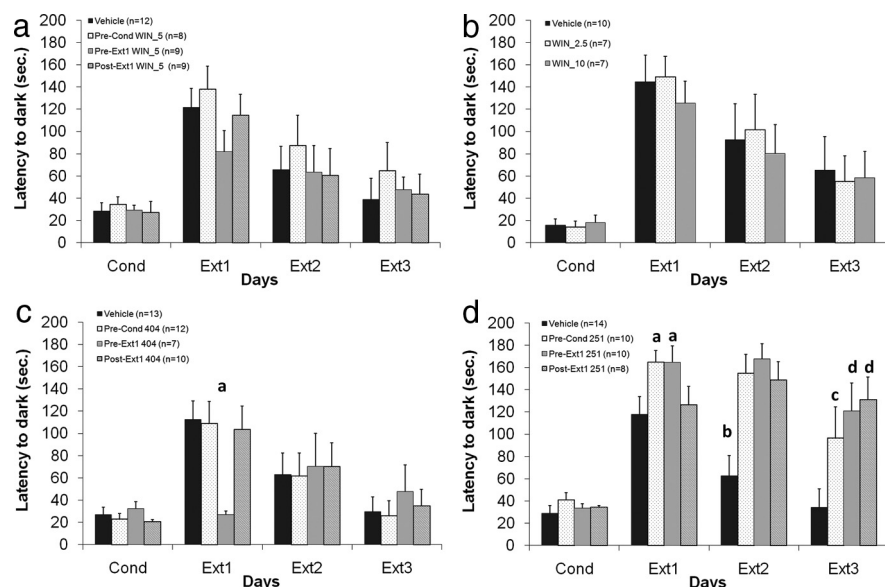 a
Latency to dark (sec.)
200
180
160
140
120
100
80
60
40
20
0
Vehicle (n=12)
Pre-Cond WIN_5 (n=8)
Pre-Ext1 WIN_5 (n=9)
Post-Ext1 WIN_5 (n=9)
Cond Ext1 Ext2 Ext3
Days
b
Latency to dark (sec.)
200
180
160
140
120
100
80
60
40
20
0
Vehicle (n=10)
WIN_2.5 (n=7)
WIN_10 (n=7)
Cond Ext1 Ext2 Ext3
Days
c
Latency to dark (sec.)
200
180
160
140
120
100
80
60
40
20
0
Vehicle (n=13)
Pre-Cond 404 (n=12)
Pre-Ext1 404 (n=7)
Post-Ext1 404 (n=10)
a
Cond Ext1 Ext2 Ext3
Days
d
Latency to dark (sec.)
200
180
160
140
120
100
80
60
40
20
0
Vehicle (n=14)
Pre-Cond 251 (n=10)
Pre-Ext1 251 (n=10)
Post-Ext1 251 (n=8)
a a
b
c d d
Cond Ext1 Ext2 Ext3
Days